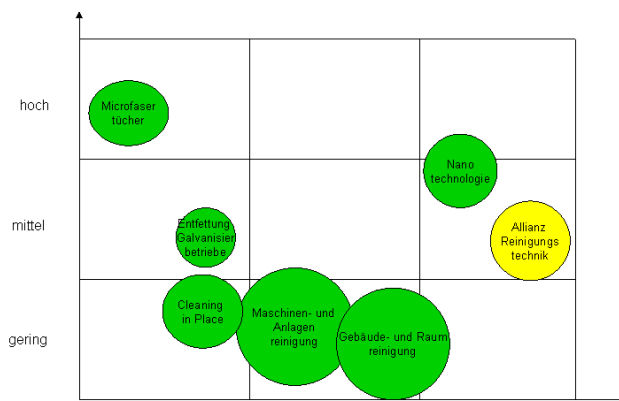 hoch
Microfaser
tücher
Nano
technologie
mittel
Entfettung
Galvanisier
betriebe
Allianz
Reinigungs
technik
Cleaning
in Place
Maschinen- und
Anlagen
reinigung
Gebäude- und Raum
reinigung
gering